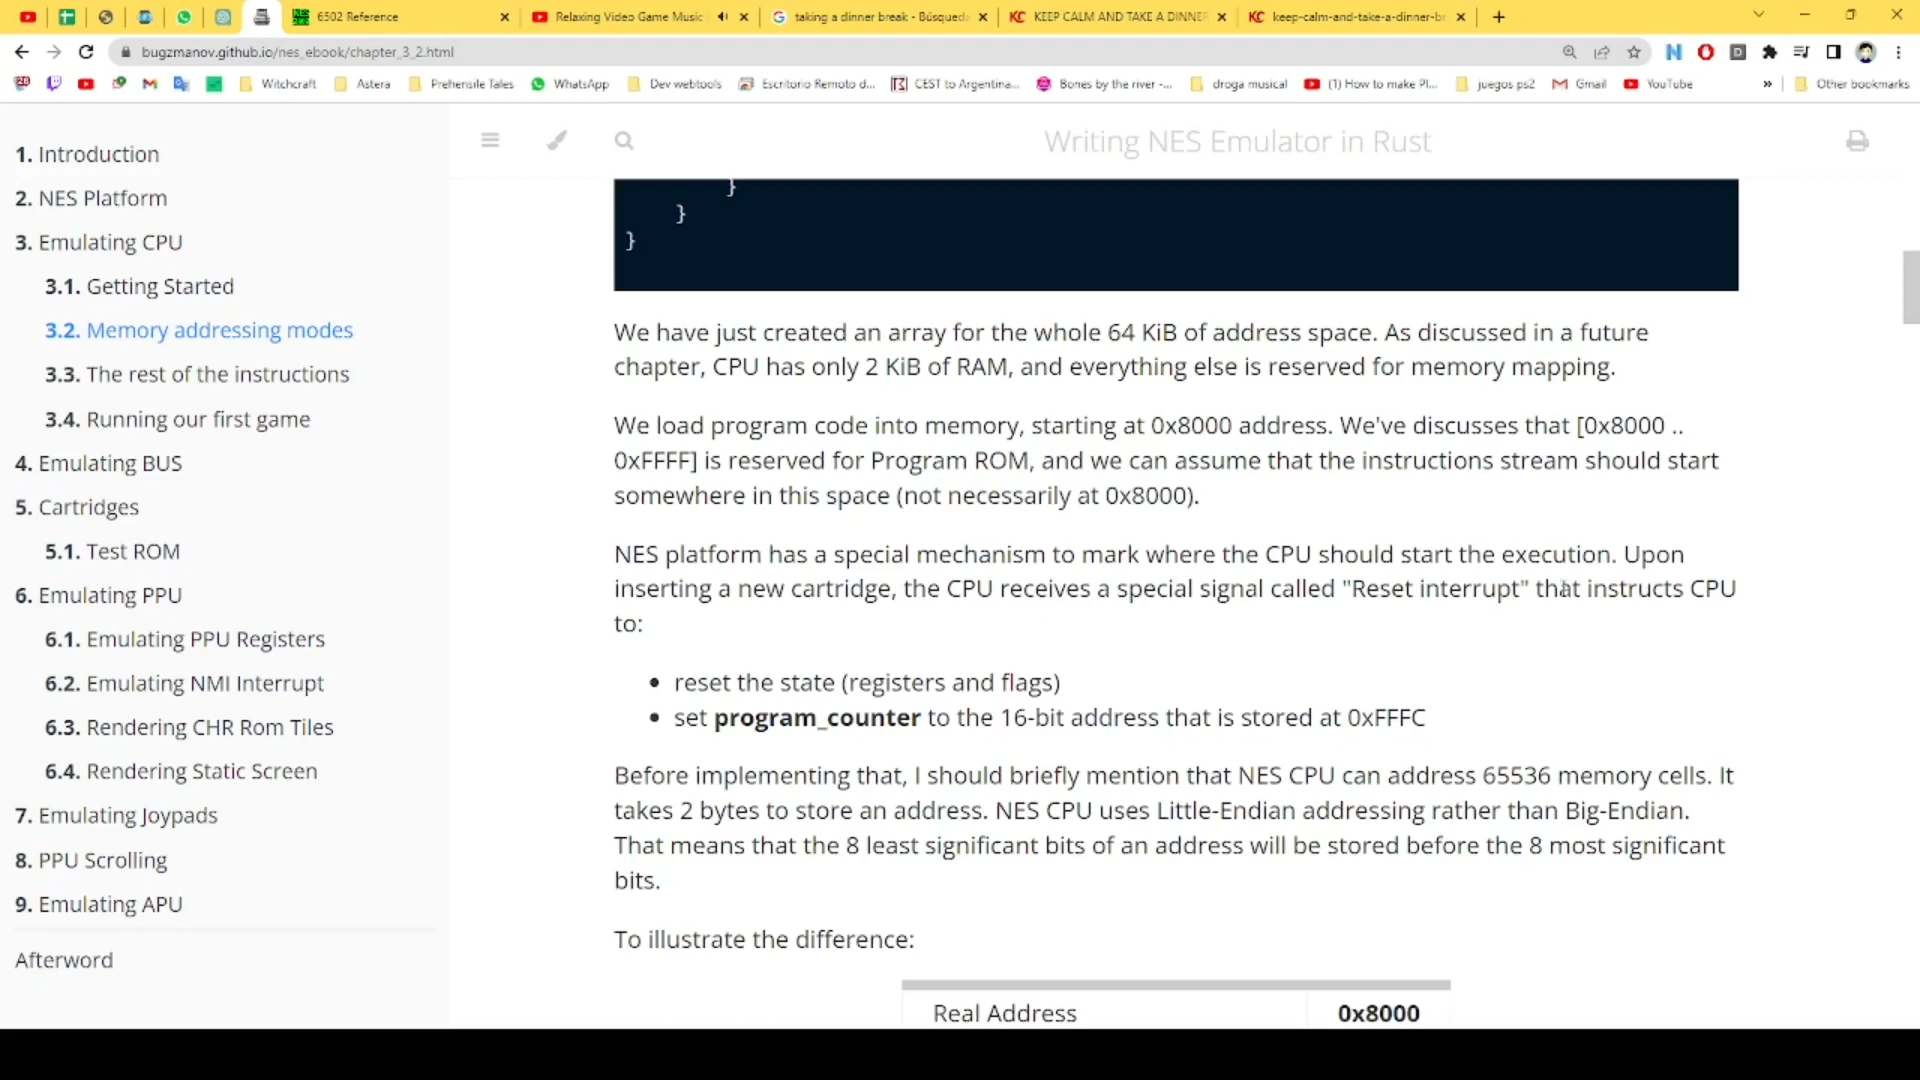 6502 Reference
Relaxing Video Game Music
taking a dinner break - Búsqued
KEEP CALM AND TAKE A DINNE
keep-calm-and-take-a-dinner-br
bugzmanov.github.io/nes_ebook/chapter_3_2.html
Witchcraft
Astera
Prehensile Tales
WhatsApp
Dev webtools
Escritorio Remoto d...
CEST to Argentina...
Bones by the river -...
droga musical
(1) How to make Pl...
juegos ps2
Gmail
YouTube
»
Other bookmarks
1. Introduction
2. NES Platform
3. Emulating CPU
3.1. Getting Started
3.2. Memory addressing modes
3.3. The rest of the instructions
3.4. Running our first game
4. Emulating BUS
5. Cartridges
5.1. Test ROM
6. Emulating PPU
6.1. Emulating PPU Registers
6.2. Emulating NMI Interrupt
6.3. Rendering CHR Rom Tiles
6.4. Rendering Static Screen
7. Emulating Joypads
8. PPU Scrolling
9. Emulating APU
Afterword
Writing NES Emulator in Rust
}
}
}
We have just created an array for the whole 64 KiB of address space. As discussed in a future
chapter, CPU has only 2 KiB of RAM, and everything else is reserved for memory mapping.
We load program code into memory, starting at 0x8000 address. We've discusses that [0x8000 ..
0xFFFF] is reserved for Program ROM, and we can assume that the instructions stream should start
somewhere in this space (not necessarily at 0x8000).
NES platform has a special mechanism to mark where the CPU should start the execution. Upon
inserting a new cartridge, the CPU receives a special signal called "Reset interrupt" that instructs CPU
to:
• reset the state (registers and flags)
• set program_counter to the 16-bit address that is stored at 0xFFFC
Before implementing that, I should briefly mention that NES CPU can address 65536 memory cells. It
takes 2 bytes to store an address. NES CPU uses Little-Endian addressing rather than Big-Endian.
That means that the 8 least significant bits of an address will be stored before the 8 most significant
bits.
To illustrate the difference:
Real Address 0x8000